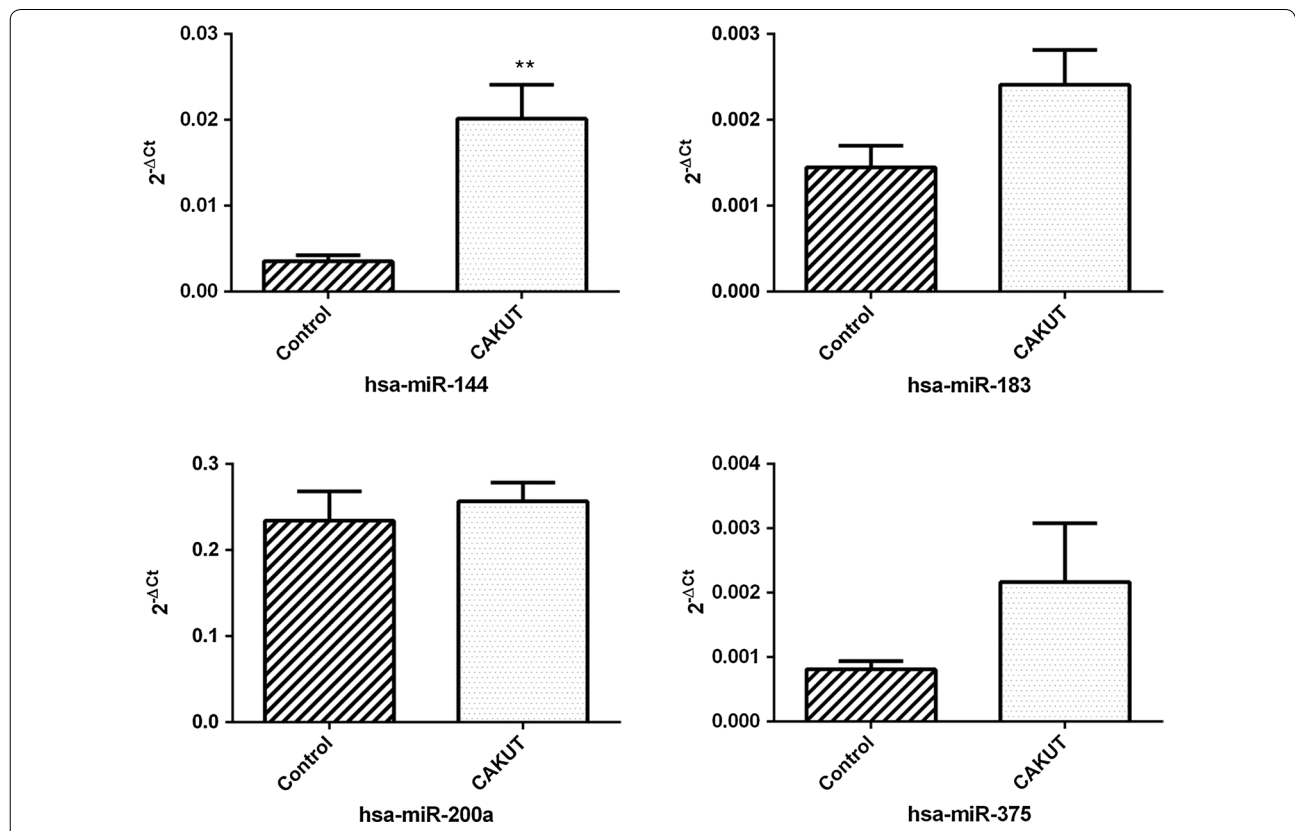 0.03
0.02
0.01
0.00
2-ΔCt
**
Control
CAKUT
hsa-miR-144
0.003
0.002
0.001
0.000
2-ΔCt
Control
CAKUT
hsa-miR-183
0.3
0.2
0.1
0.0
2-ΔCt
Control
CAKUT
hsa-miR-200a
0.004
0.003
0.002
0.001
0.000
2-ΔCt
Control
CAKUT
hsa-miR-375